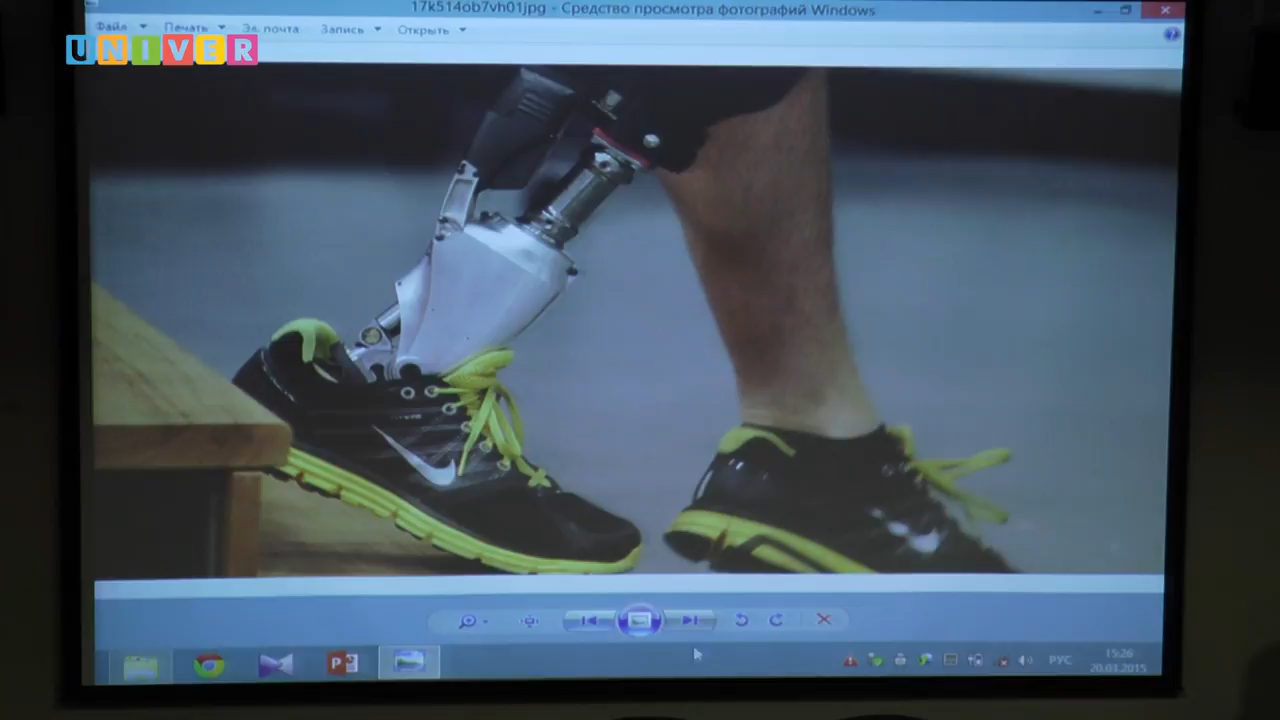 17k514ob7vh01jpg - Средство просмотра фотографий Windows
Файл Печать Эл. почта Запись Открыть
UNIVER
РУС 15:26
20.03.2015